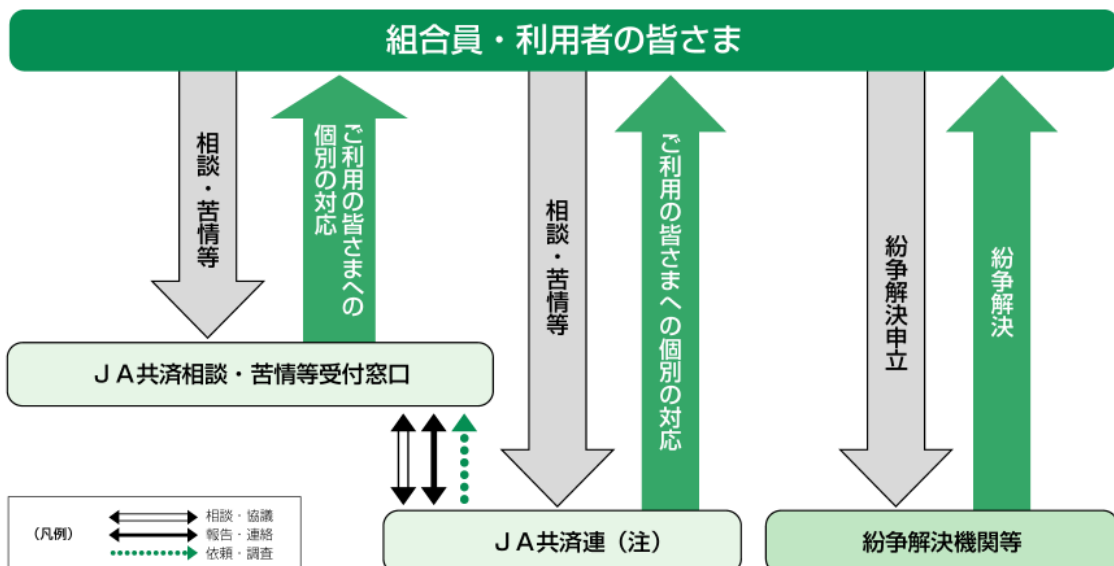 組合員・利用者の皆さま
相談・苦情等
ご利用の皆さまへの
個別の対応
相談・苦情等
ご利用の皆さまへの個別の対応
紛争解決申立
紛争解決
ＪＡ共済相談・苦情等受付窓口
（凡例）
相談・協議
報告・連絡
依頼・調査
ＪＡ共済連（注）
紛争解決機関等